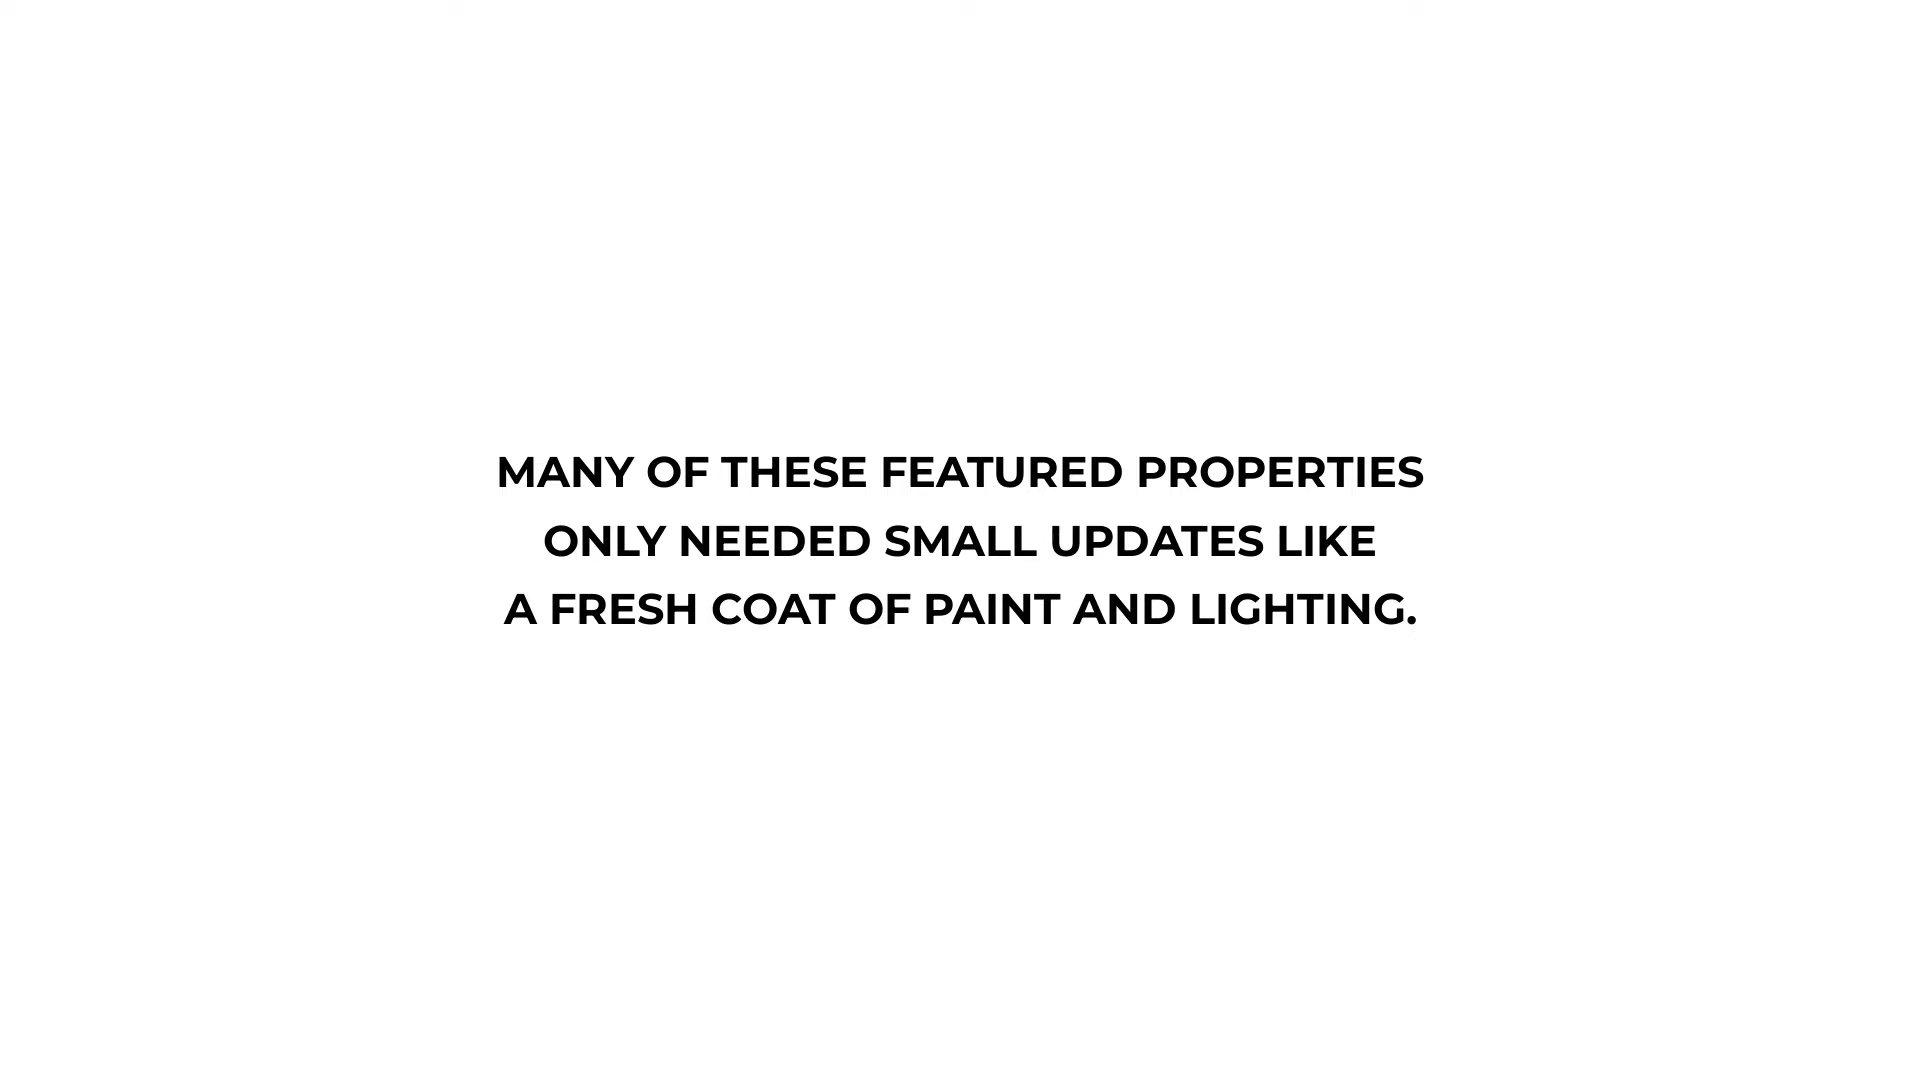 MANY OF THESE FEATURED PROPERTIES
ONLY NEEDED SMALL UPDATES LIKE
A FRESH COAT OF PAINT AND LIGHTING.